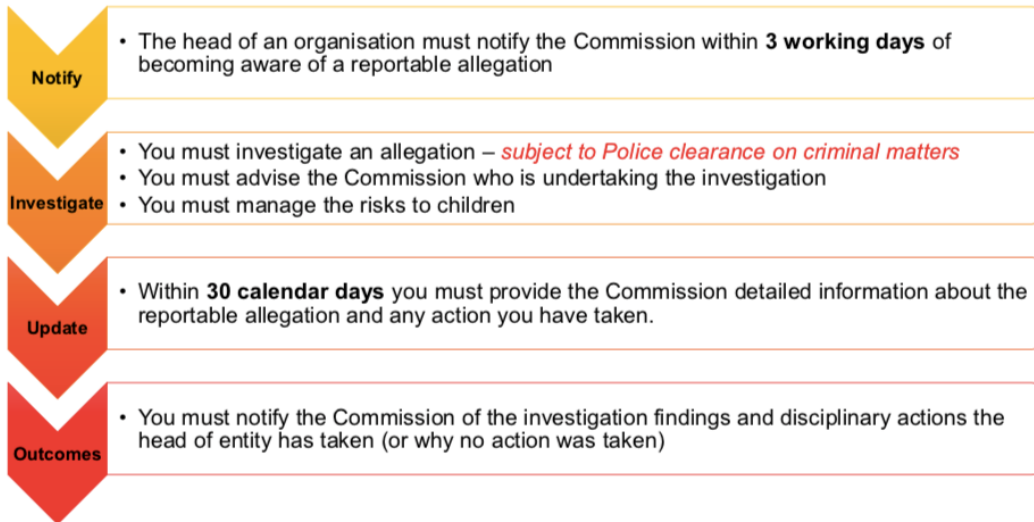 Notify
• The head of an organisation must notify the Commission within 3 working days of
becoming aware of a reportable allegation
Investigate
• You must investigate an allegation – subject to Police clearance on criminal matters
• You must advise the Commission who is undertaking the investigation
• You must manage the risks to children
Update
• Within 30 calendar days you must provide the Commission detailed information about the
reportable allegation and any action you have taken.
Outcomes
• You must notify the Commission of the investigation findings and disciplinary actions the
head of entity has taken (or why no action was taken)